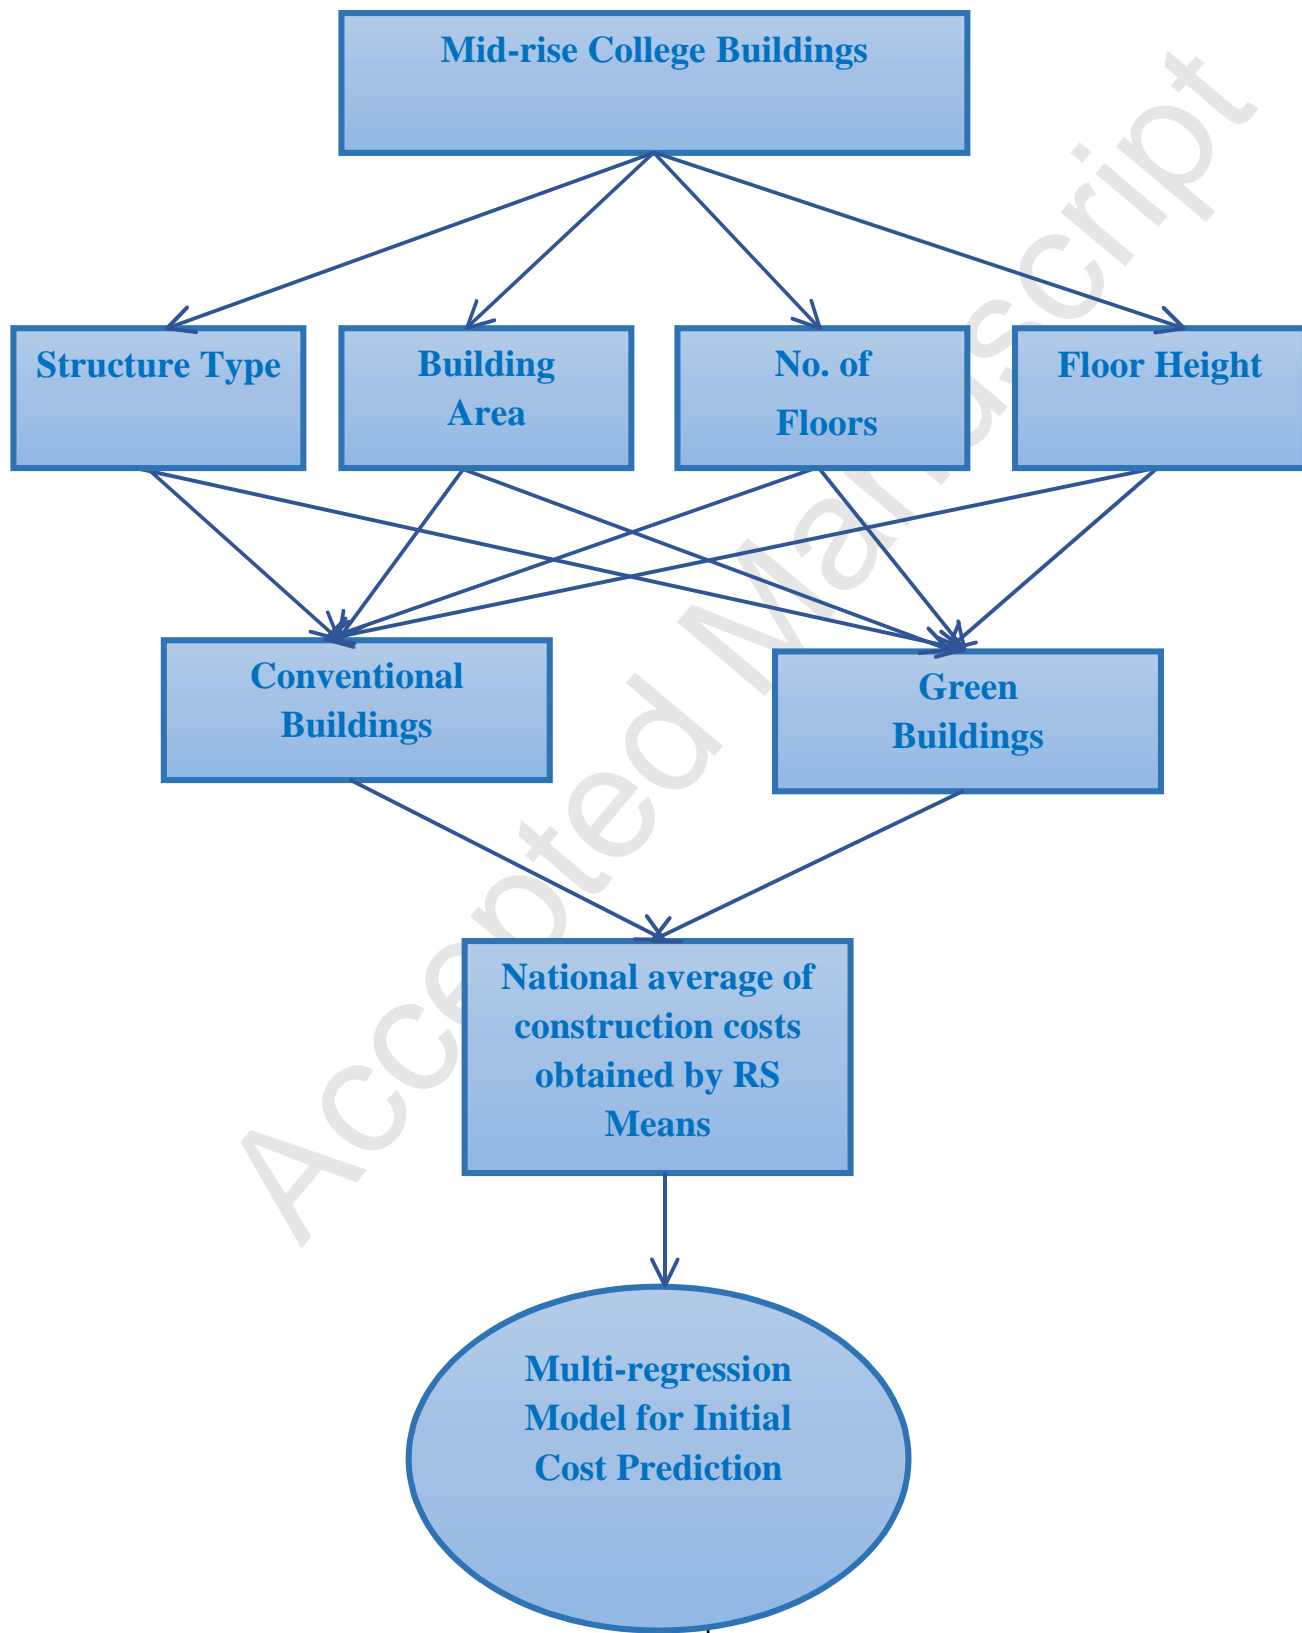 Mid-rise College Buildings
Structure Type
Building
Area
No. of
Floors
Floor Height
Conventional
Buildings
Green
Buildings
National average of
construction costs
obtained by RS
Means
Multi-regression
Model for Initial
Cost Prediction
Accepted Manuscript